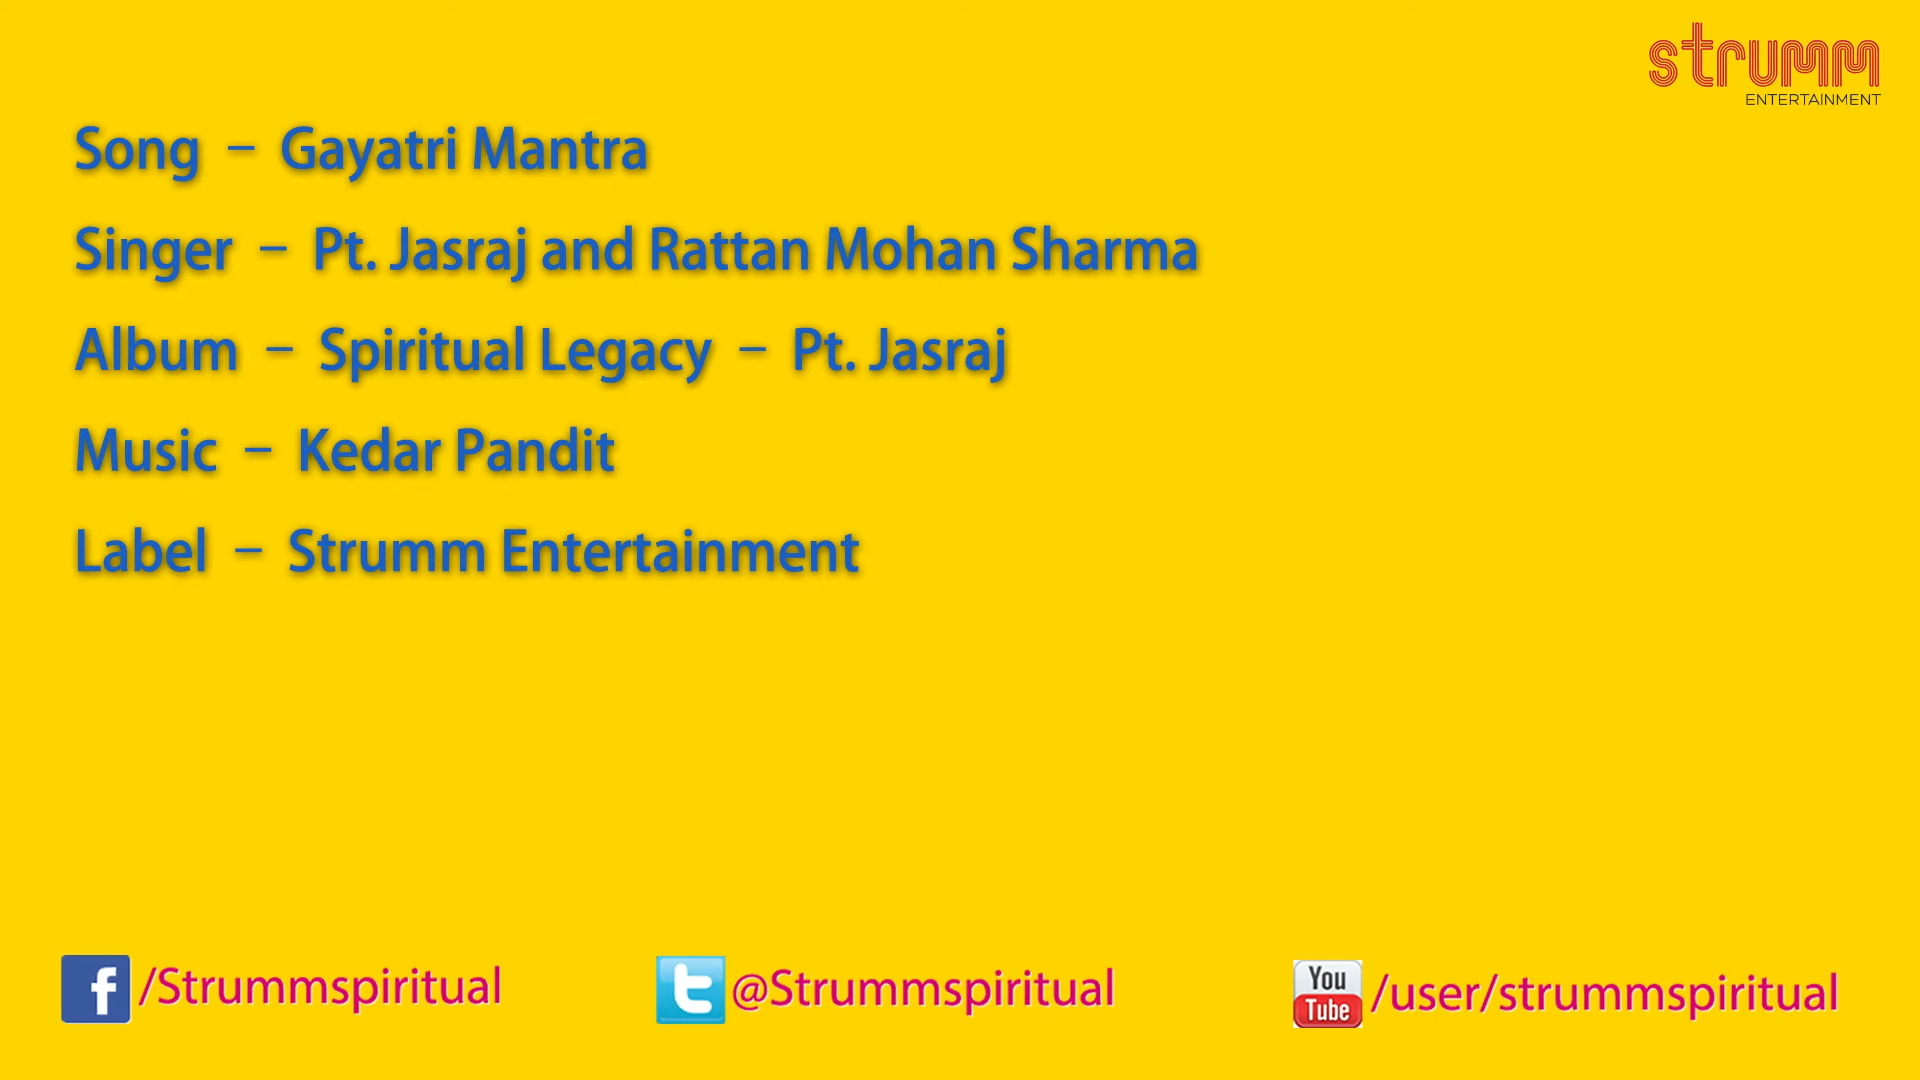 strumm
ENTERTAINMENT
Song – Gayatri Mantra
Singer – Pt. Jasraj and Rattan Mohan Sharma
Album – Spiritual Legacy – Pt. Jasraj
Music – Kedar Pandit
Label – Strumm Entertainment
f /Strummspiritual
t @Strummspiritual
You Tube /user/strummspiritual